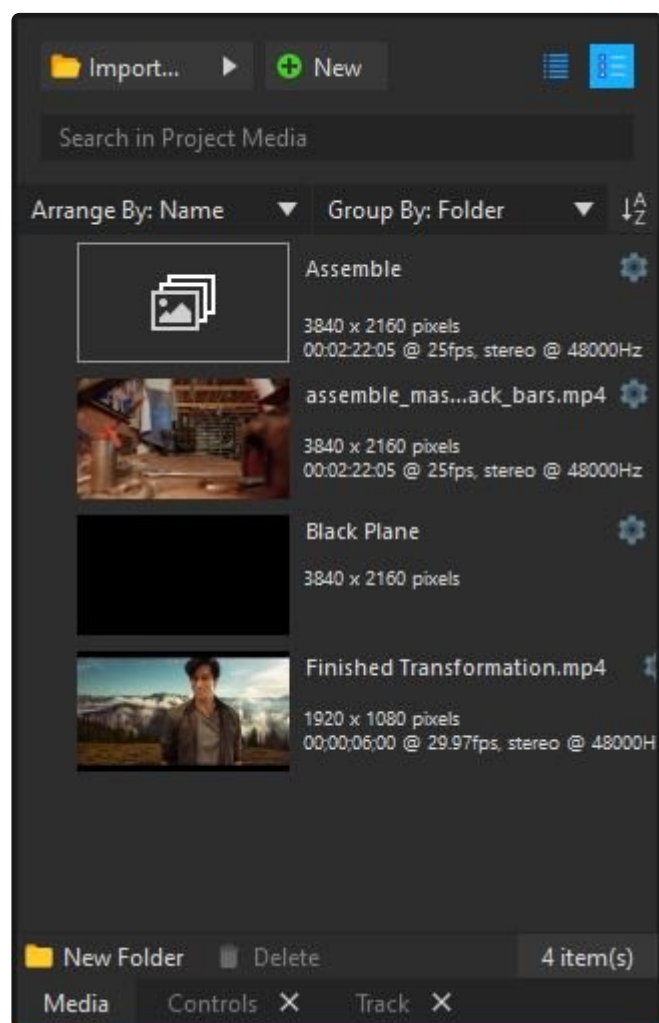 Import...
New
Search in Project Media
Arrange By: Name
Group By: Folder
A
Z
Assemble
3840 x 2160 pixels
00:02:22:05 @ 25fps, stereo @ 48000Hz
assemble_mas...ack_bars.mp4
3840 x 2160 pixels
00:02:22:05 @ 25fps, stereo @ 48000Hz
Black Plane
3840 x 2160 pixels
Finished Transformation.mp4
1920 x 1080 pixels
00;00;06;00 @ 29.97fps, stereo @ 48000H
New Folder
Delete
4 item(s)
Media
Controls
Track